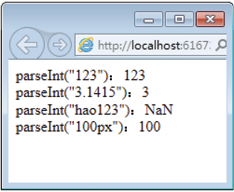 http://localhost:6167
parseInt("123")：123
parseInt("3.1415")：3
parseInt("hao123")：NaN
parseInt("100px")：100